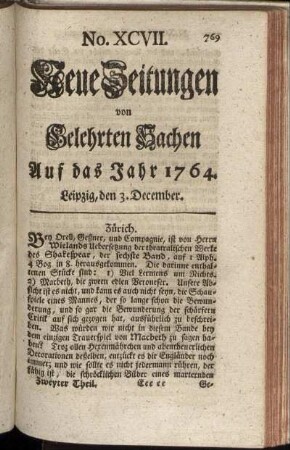 No. XCVII.
769
Neue Zeitungen
von
Gelehrten Sachen
Auf das Jahr 1764.
Leipzig, den 3. December.
Zürich.
Bey Orell, Gessner, und Compagnie, ist von Herrn
Wielands Uebersetzung der theatralischen Werke
des Shakespear, der sechste Band, auf 1 Alph.
4 Bog. in 8. herausgekommen. Die darinne enthal-
tenen Stück sind: 1) Viel Lermens um Nichts.
2) Macbeth, die zween edlen Veroneser. Unsere Ab-
sicht ist es nicht, und kann es auch nicht seyn, die Schau-
spiele eines Mannes, der so lange schon die Bewun-
derung, und so gar die Bewunderung der schärfern
Critik auf sich gezogen hat, ausführlich zu beschrei-
ben. Was würden wir nicht in diesem Bande bey
dem einzigen Trauerspiel von Macbeth zu sagen ha-
ben? Trotz allen Hexenmährchen und abentheuerlichen
Decorationen desselben, entzückt es die Engländer noch
immer; und wie sollte es nicht jedermann rühren, der
fähig ist, die schrecklichen Bilder eines marternden
Zweyter Theil. Eee ee Ge-